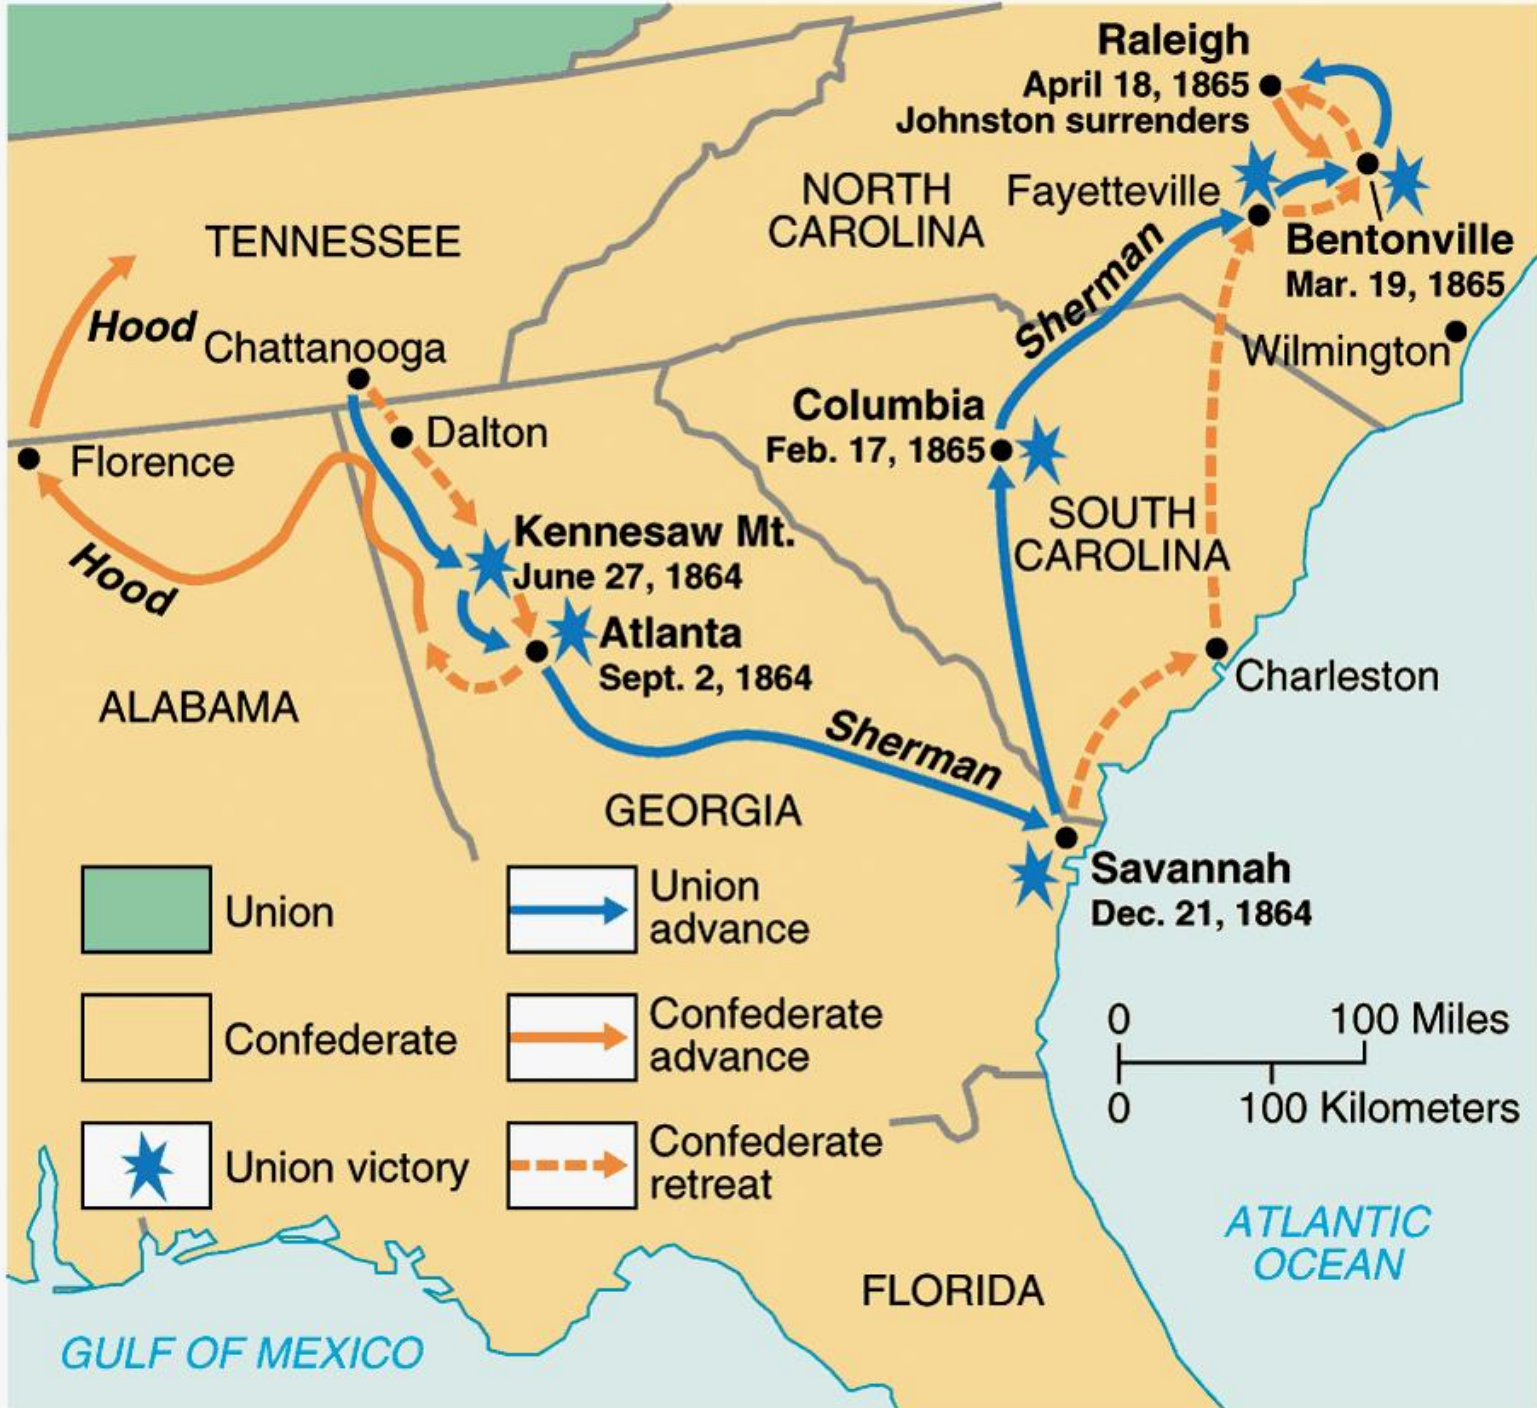 Raleigh
April 18, 1865
Johnston surrenders
NORTH
CAROLINA
Fayetteville
TENNESSEE
Bentonville
Mar. 19, 1865
Hood
Chattanooga
Sherman
Wilmington
Columbia
Feb. 17, 1865
Dalton
Florence
SOUTH
CAROLINA
Kennesaw Mt.
June 27, 1864
Hood
Atlanta
Sept. 2, 1864
Charleston
ALABAMA
Sherman
GEORGIA
Savannah
Dec. 21, 1864
Union
Union
advance
Confederate
Confederate
advance
Union victory
Confederate
retreat
0 100 Miles
0 100 Kilometers
ATLANTIC
OCEAN
FLORIDA
GULF OF MEXICO